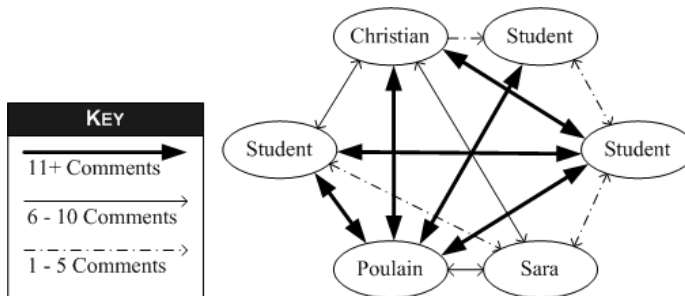 Christian
Student
KEY
11+ Comments
6 - 10 Comments
1 - 5 Comments
Student
Student
Poulain
Sara